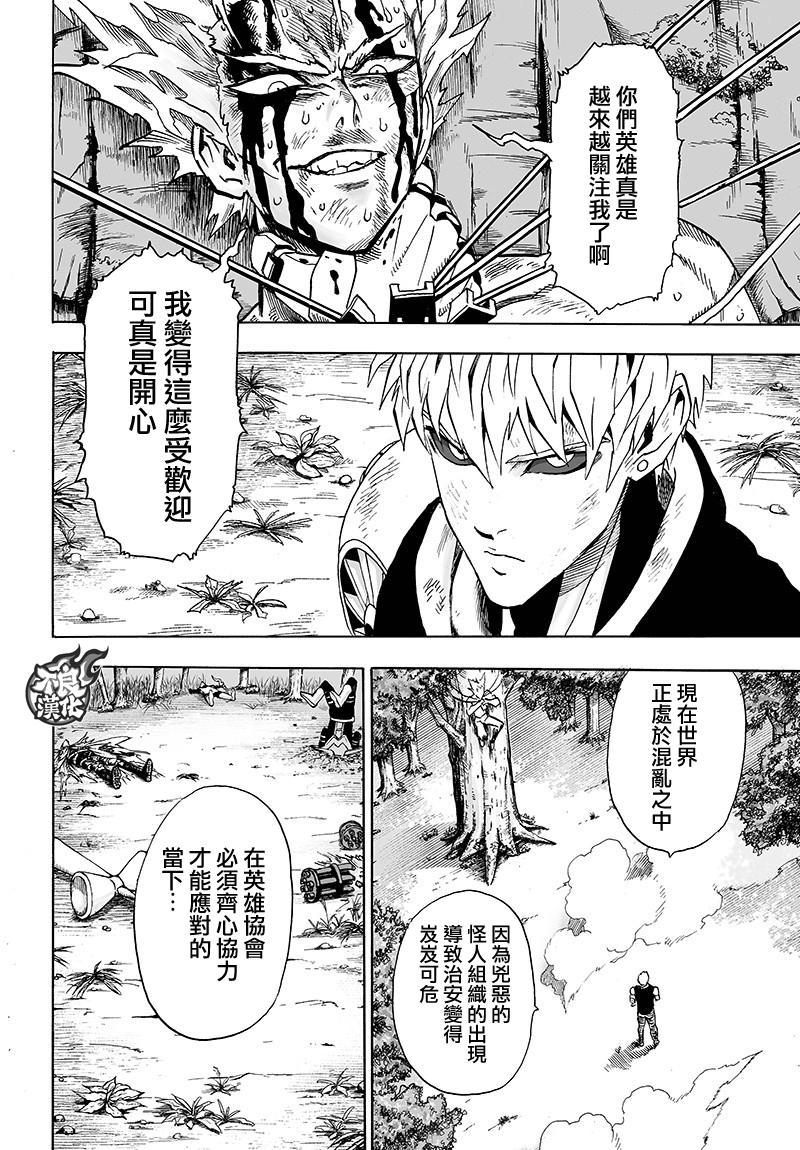 你們英雄真是
越來越關注我了啊
我變得這麼受歡迎
可真是開心
現在世界
正處於混亂之中
因為兇惡的
怪人組織的出現
導致治安變得
岌岌可危
在英雄協會
必須齊心協力
才能應對的
當下…
狼
漢化